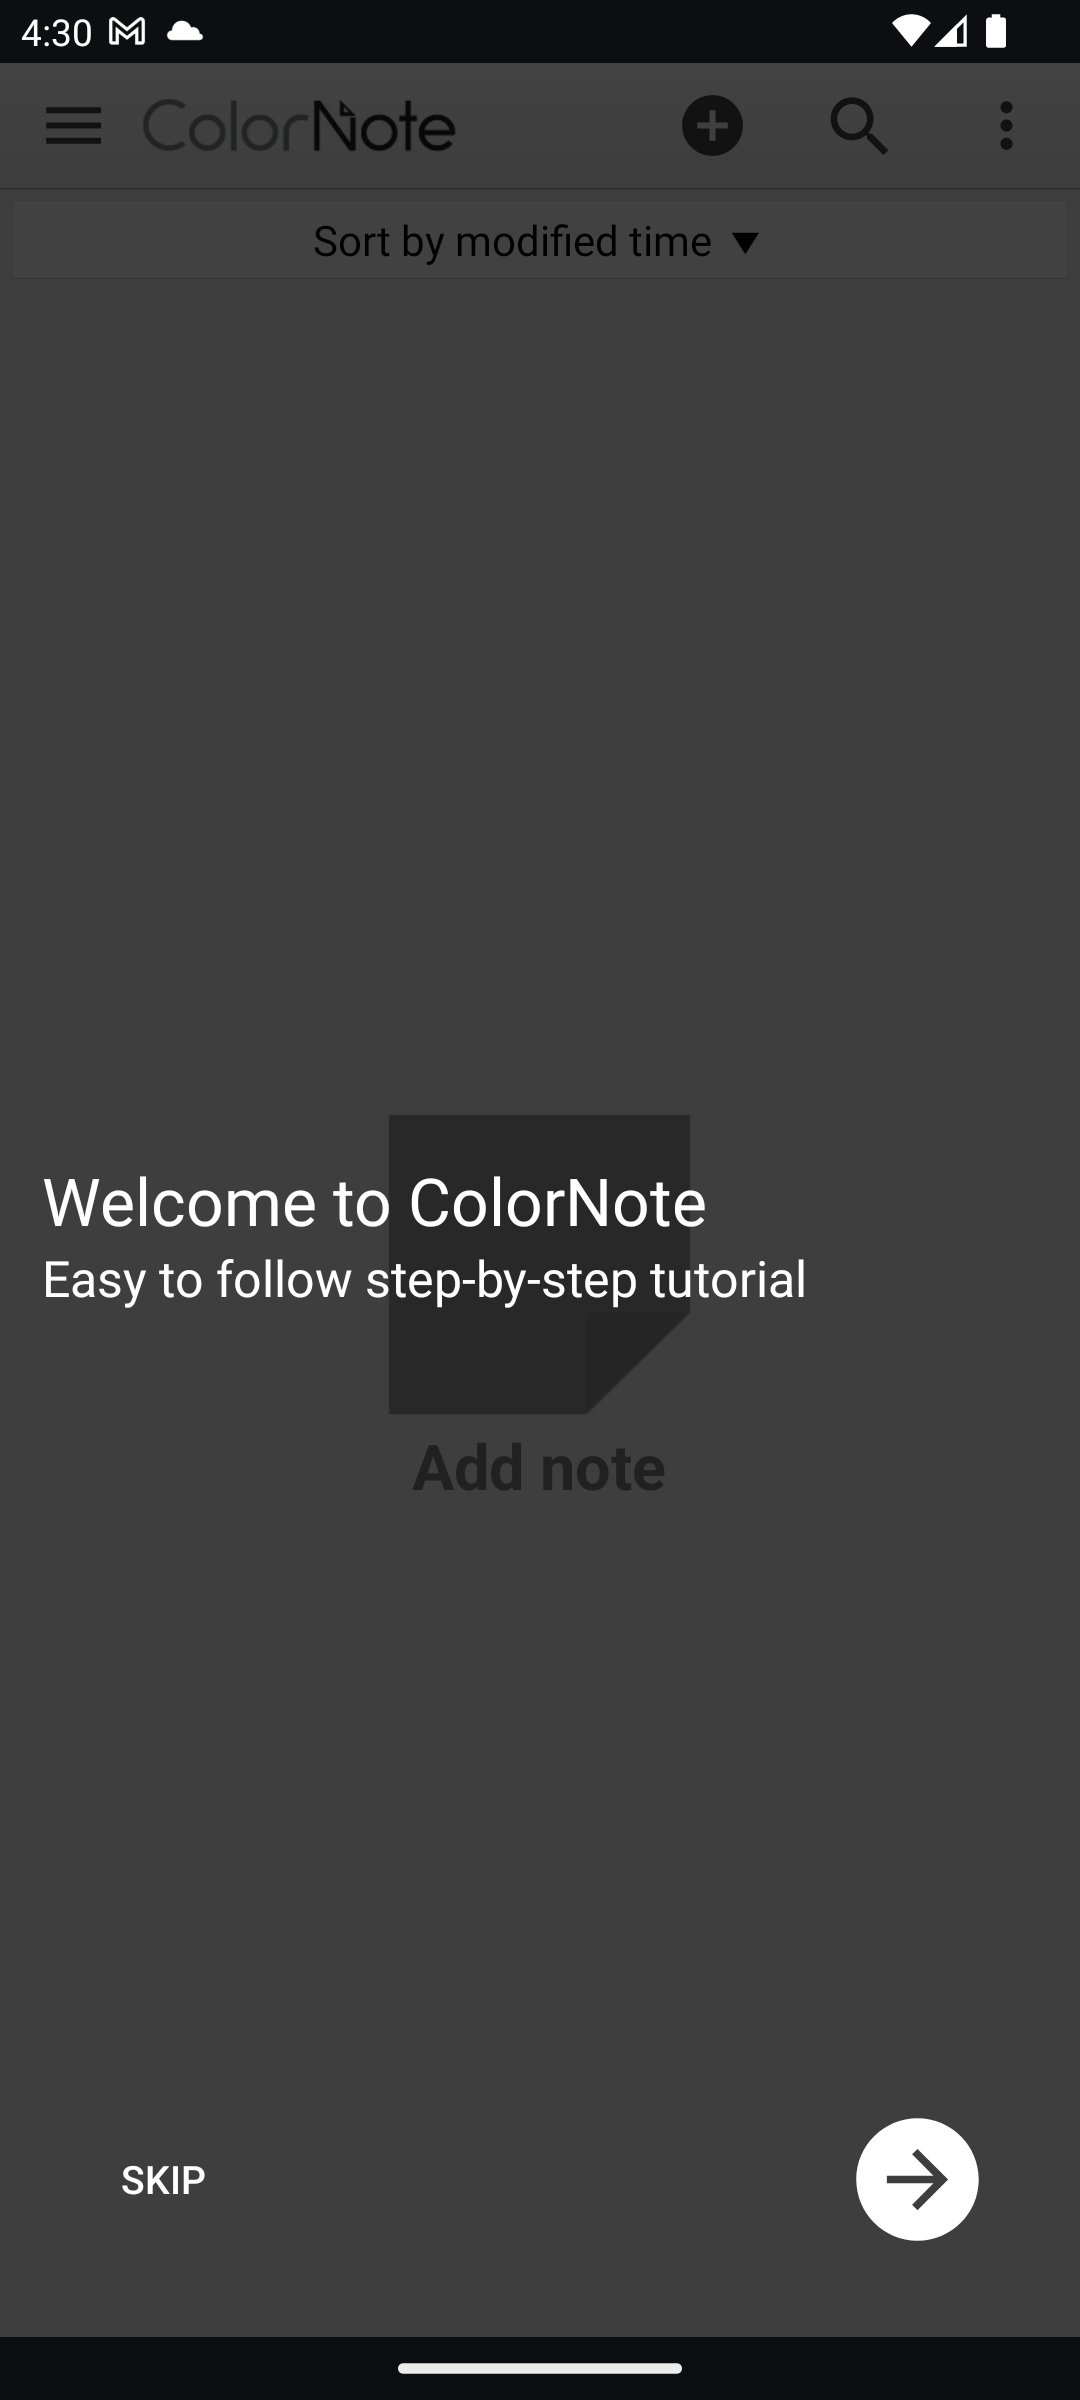 4:30
ColorNote
Sort by modified time ▼
Welcome to ColorNote
Easy to follow step-by-step tutorial
Add note
SKIP